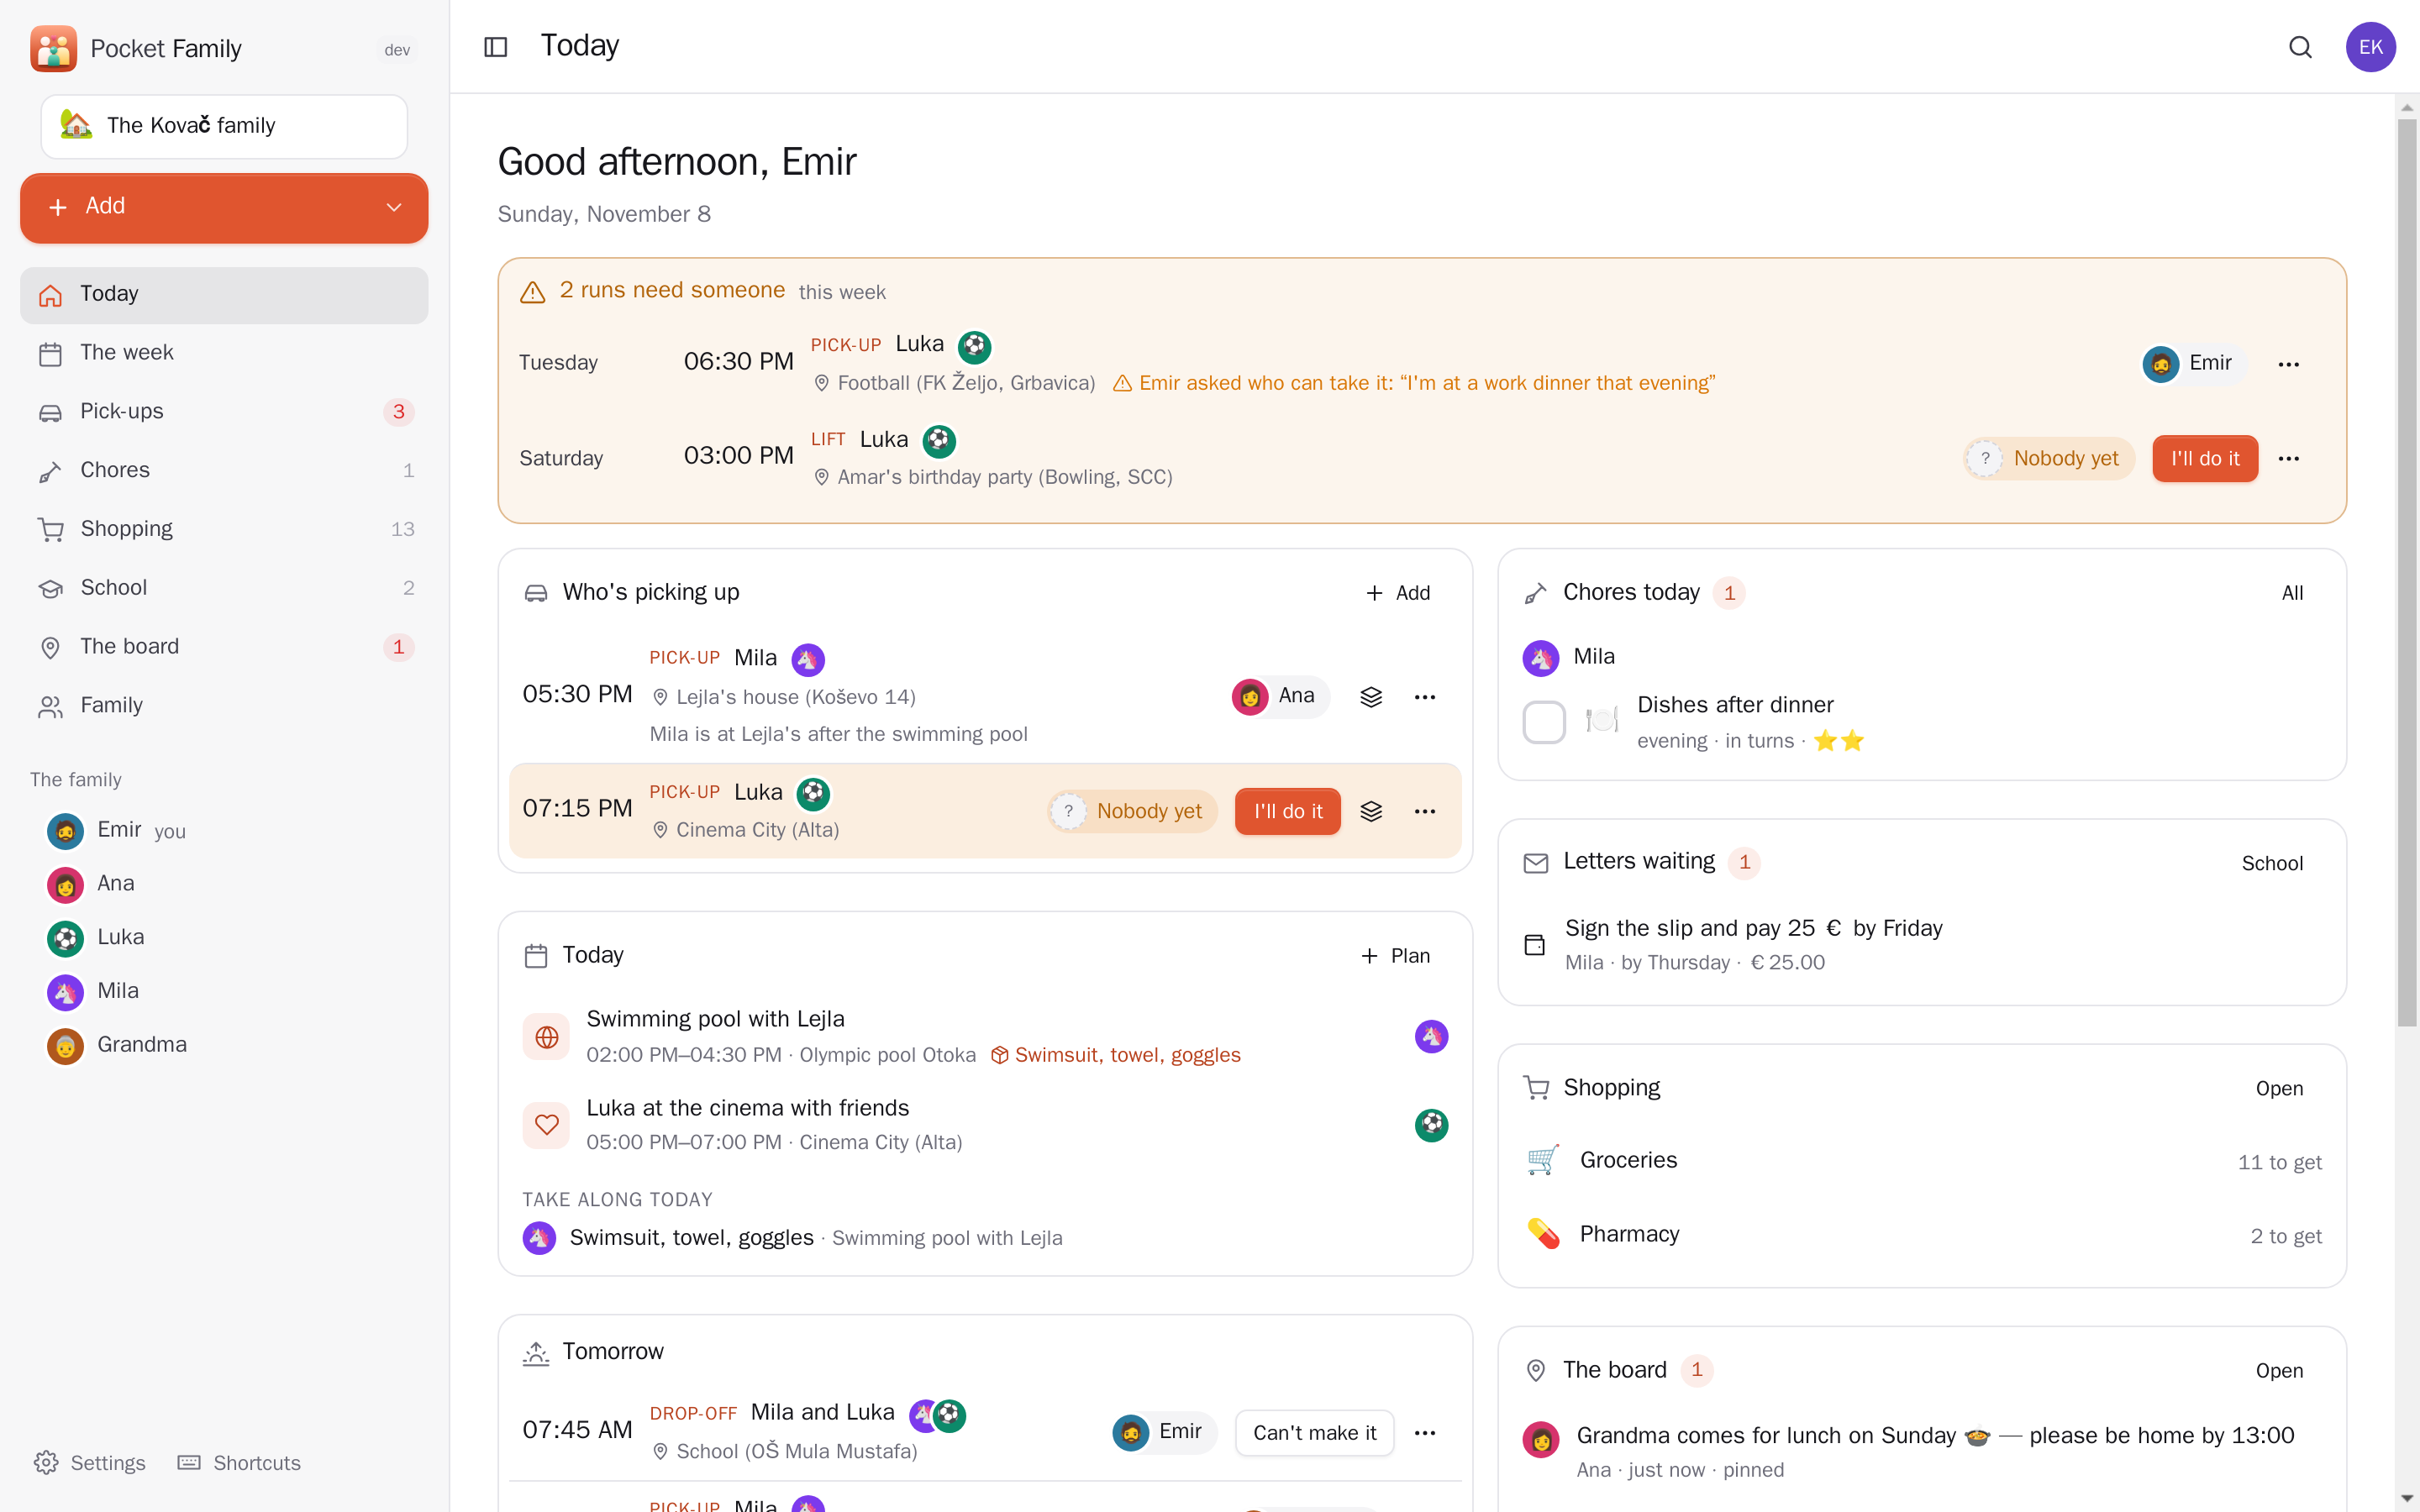 Pocket Family
dev
The Kovač family
Add
Today
The week
Pick-ups 3
Chores 1
Shopping 13
School 2
The board 1
Family
The family
Emir you
Ana
Luka
Mila
Grandma
Settings
Shortcuts
Today
EK
Good afternoon, Emir
Sunday, November 8
2 runs need someone this week
Tuesday 06:30 PM PICK-UP Luka
Football (FK Željo, Grbavica) Emir asked who can take it: “I'm at a work dinner that evening”
Emir
Saturday 03:00 PM LIFT Luka
Amar's birthday party (Bowling, SCC)
? Nobody yet I'll do it
Who's picking up
Add
05:30 PM PICK-UP Mila
Lejla's house (Koševo 14)
Mila is at Lejla's after the swimming pool
Ana
07:15 PM PICK-UP Luka
Cinema City (Alta)
? Nobody yet I'll do it
Today
Plan
Swimming pool with Lejla
02:00 PM–04:30 PM · Olympic pool Otoka Swimsuit, towel, goggles
Luka at the cinema with friends
05:00 PM–07:00 PM · Cinema City (Alta)
TAKE ALONG TODAY
Swimsuit, towel, goggles · Swimming pool with Lejla
Tomorrow
07:45 AM DROP-OFF Mila and Luka
School (OŠ Mula Mustafa)
Emir Can't make it
PICK-UP Mila
Chores today 1
All
Mila
Dishes after dinner
evening · in turns · ⭐⭐
Letters waiting 1
School
Sign the slip and pay 25 € by Friday
Mila · by Thursday · €25.00
Shopping
Open
Groceries 11 to get
Pharmacy 2 to get
The board 1
Open
Grandma comes for lunch on Sunday 🍲 — please be home by 13:00
Ana · just now · pinned